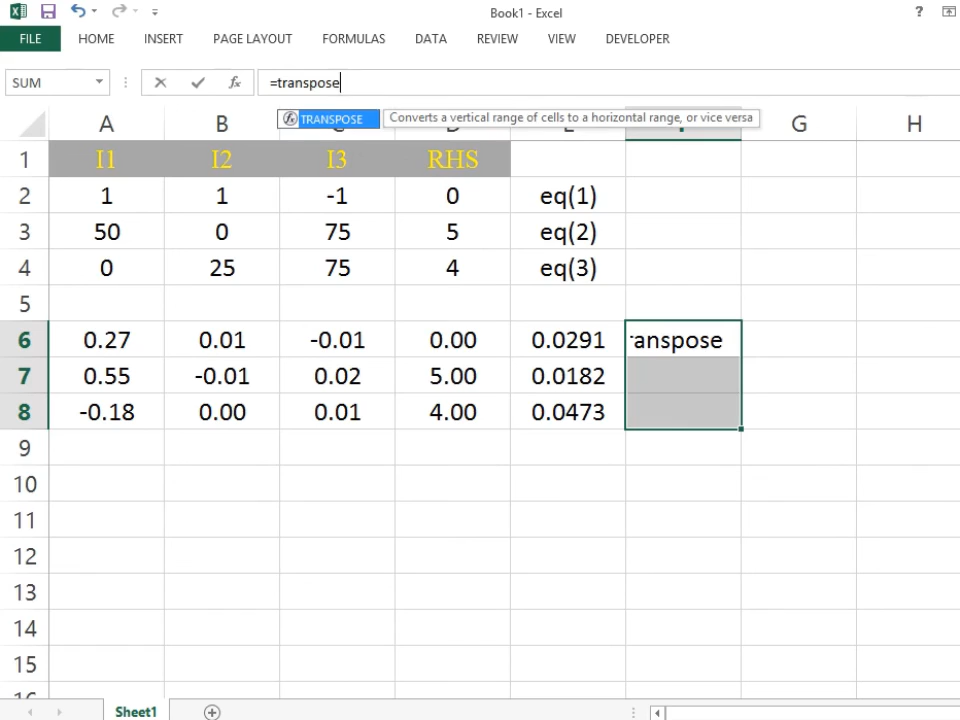 Book1 - Excel
?
FILE HOME INSERT PAGE LAYOUT FORMULAS DATA REVIEW VIEW DEVELOPER
SUM fx =transpose
fx TRANSPOSE Converts a vertical range of cells to a horizontal range, or vice versa
A B G H
1 I1 I2 I3 RHS
2 1 1 -1 0 eq(1)
3 50 0 75 5 eq(2)
4 0 25 75 4 eq(3)
5
6 0.27 0.01 -0.01 0.00 0.0291 anspose
7 0.55 -0.01 0.02 5.00 0.0182
8 -0.18 0.00 0.01 4.00 0.0473
9
10
11
12
13
14
15
Sheet1